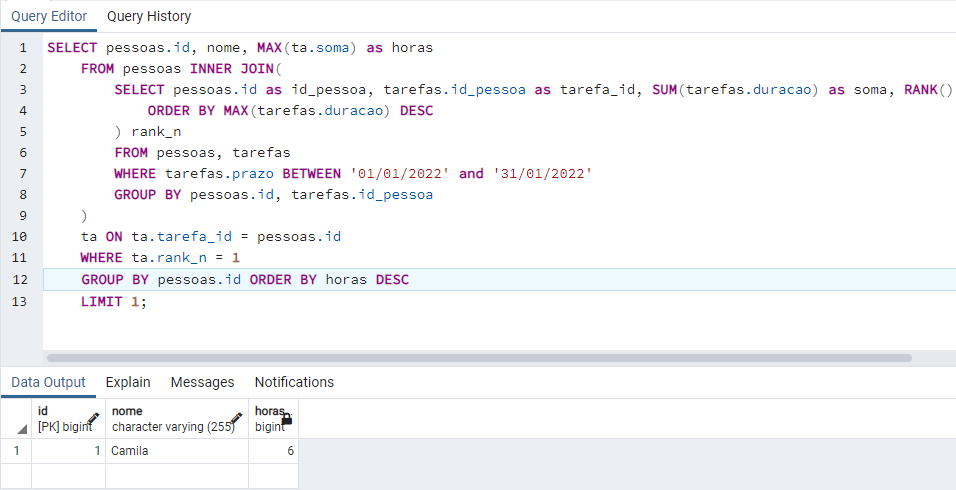 Query Editor Query History
1 SELECT pessoas.id, nome, MAX(ta.soma) as horas
2 FROM pessoas INNER JOIN(
3 SELECT pessoas.id as id_pessoa, tarefas.id_pessoa as tarefa_id, SUM(tarefas.duracao) as soma, RANK()
4 ORDER BY MAX(tarefas.duracao) DESC
5 ) rank_n
6 FROM pessoas, tarefas
7 WHERE tarefas.prazo BETWEEN '01/01/2022' and '31/01/2022'
8 GROUP BY pessoas.id, tarefas.id_pessoa
9 )
10 ta ON ta.tarefa_id = pessoas.id
11 WHERE ta.rank_n = 1
12 GROUP BY pessoas.id ORDER BY horas DESC
13 LIMIT 1;
Data Output Explain Messages Notifications
id nome horas
[PK] bigint character varying (255) bigint
1 1 Camila 6